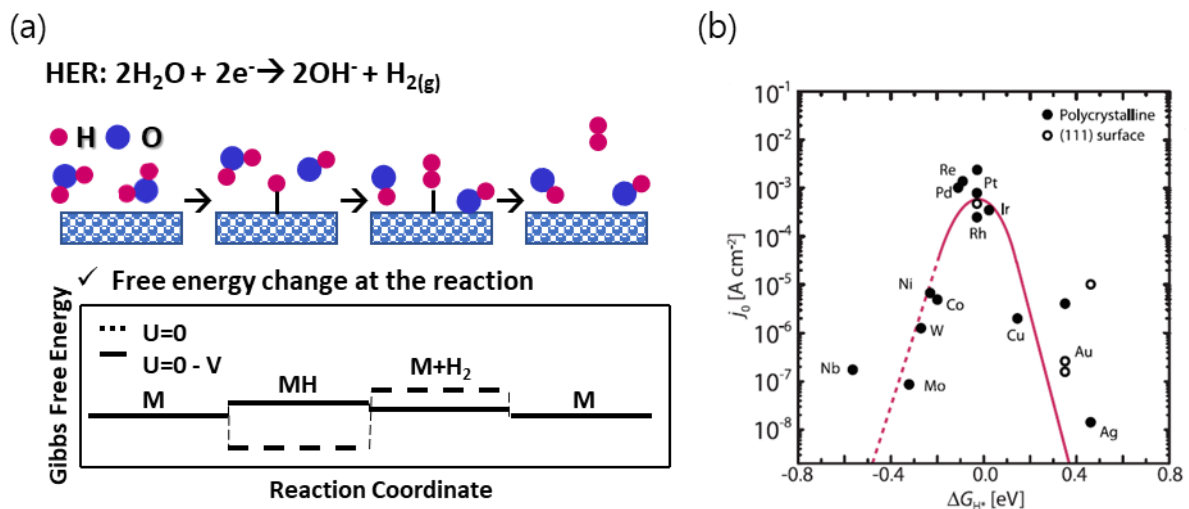 (a)
HER: 2H₂O + 2e⁻→ 2OH⁻ + H₂(g)
H O
✓ Free energy change at the reaction
Gibbs Free Energy
U=0
U=0 - V
M
MH
M+H₂
M
Reaction Coordinate
(b)
j₀ [A cm⁻²]
10⁻¹
10⁻²
10⁻³
10⁻⁴
10⁻⁵
10⁻⁶
10⁻⁷
10⁻⁸
Polycrystalline
(111) surface
Re
Pt
Pd
Ir
Rh
Ni
Co
W
Cu
Au
Nb
Mo
Ag
-0.8 -0.4 0.0 0.4 0.8
ΔG_H* [eV]